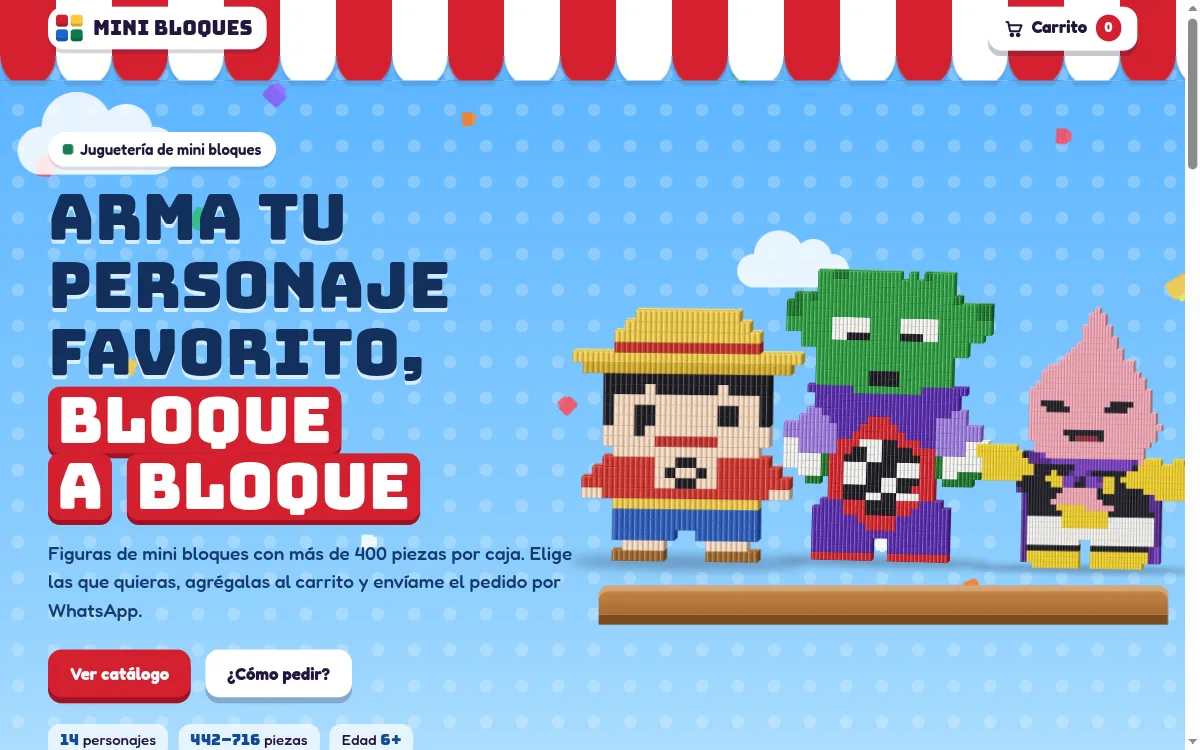 MINI BLOQUES
Carrito 0
Juguetería de mini bloques
ARMA TU
PERSONAJE
FAVORITO,
BLOQUE
A BLOQUE
Figuras de mini bloques con más de 400 piezas por caja. Elige
las que quieras, agrégalas al carrito y envíame el pedido por
WhatsApp.
Ver catálogo
¿Cómo pedir?
14 personajes
442–716 piezas
Edad 6+